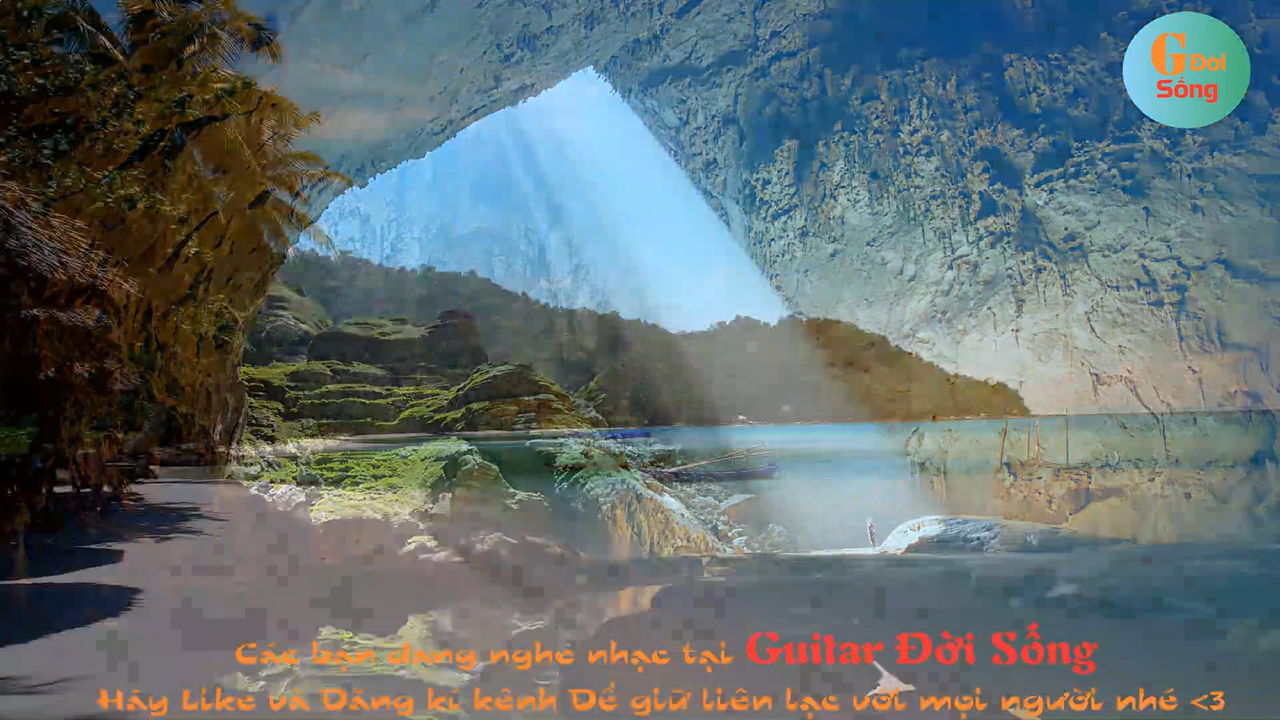 G Đời
Sống
Các bạn đang nghe nhạc tại Guitar Đời Sống
Hãy Like và Đăng kí kênh Để giữ liên lạc với mọi người nhé <3